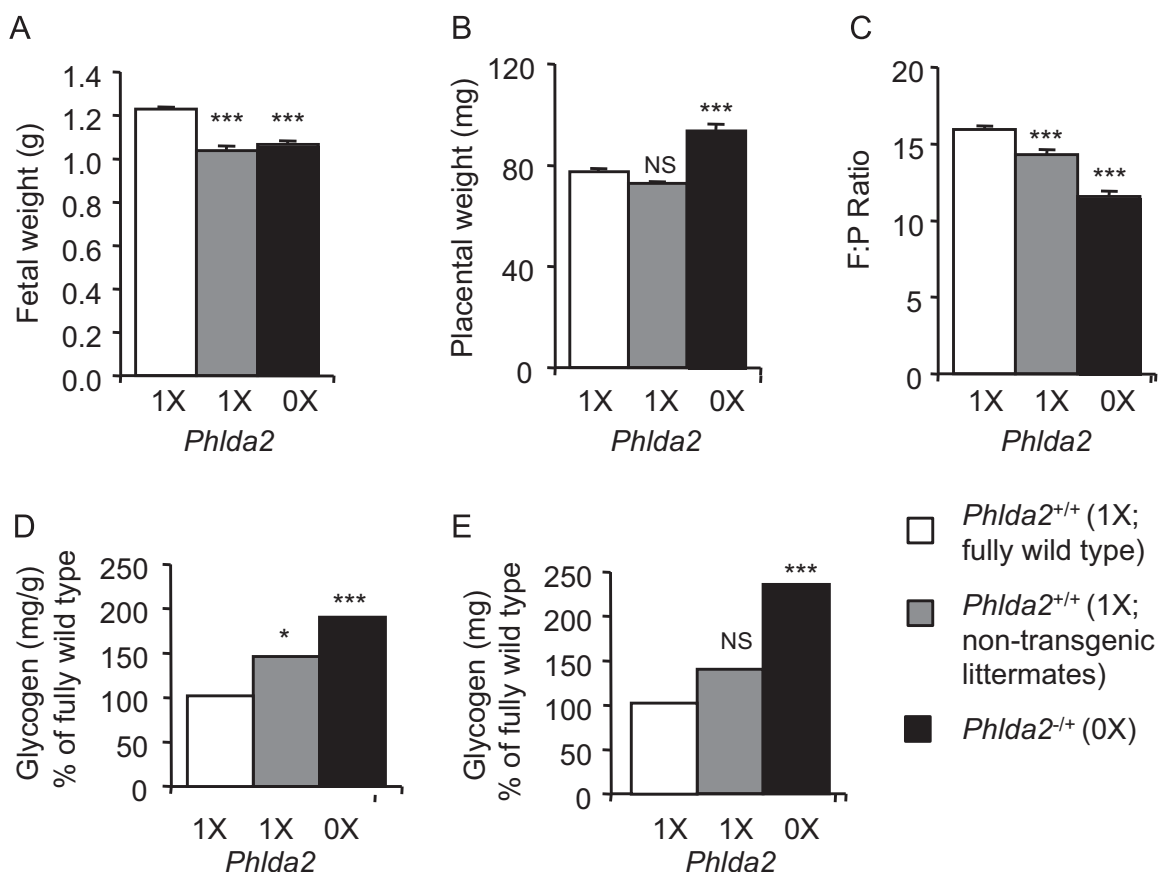 A
Fetal weight (g)
1.4
1.2
1.0
0.8
0.6
0.4
0.2
0.0
***
***
1X 1X 0X
Phlda2
B
Placental weight (mg)
120
80
40
0
NS
***
1X 1X 0X
Phlda2
C
F:P Ratio
20
15
10
5
0
***
***
1X 1X 0X
Phlda2
D
Glycogen (mg/g)
% of fully wild type
250
200
150
100
50
0
*
***
1X 1X 0X
Phlda2
E
Glycogen (mg)
% of fully wild type
250
200
150
100
50
0
NS
***
1X 1X 0X
Phlda2
Phlda2+/+ (1X;
fully wild type)
Phlda2+/+ (1X;
non-transgenic
littermates)
Phlda2-/+ (0X)